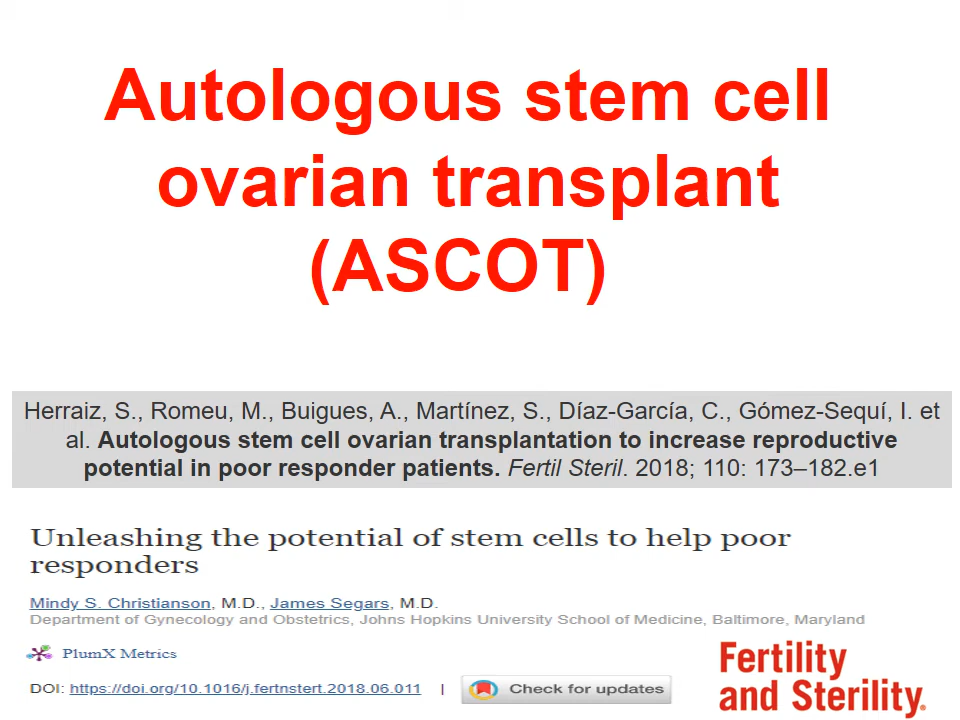 Autologous stem cell
ovarian transplant
(ASCOT)
Herraiz, S., Romeu, M., Buigues, A., Martínez, S., Díaz-García, C., Gómez-Sequí, I. et
al. Autologous stem cell ovarian transplantation to increase reproductive
potential in poor responder patients. Fertil Steril. 2018; 110: 173–182.e1
Unleashing the potential of stem cells to help poor
responders
Mindy S. Christianson, M.D., James Segars, M.D.
Department of Gynecology and Obstetrics, Johns Hopkins University School of Medicine, Baltimore, Maryland
PlumX Metrics
DOI: https://doi.org/10.1016/j.fertnstert.2018.06.011 | Check for updates
Fertility
and Sterility®